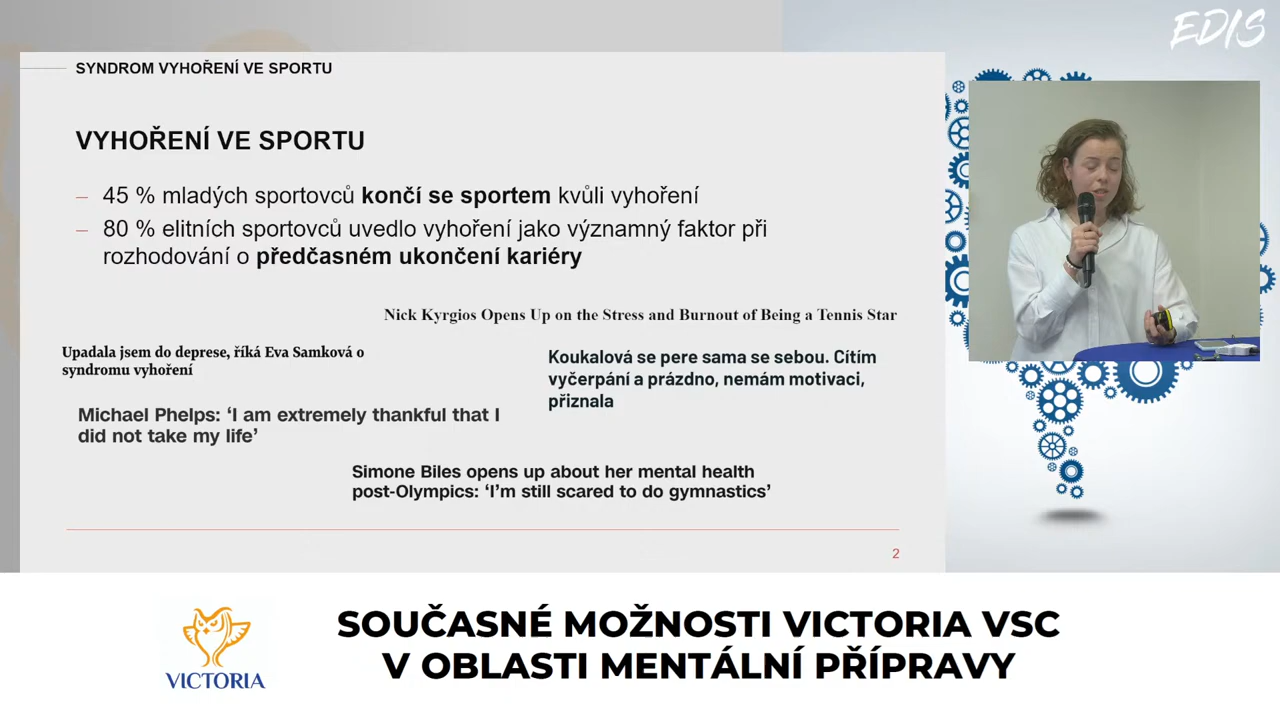 EDIS
SYNDROM VYHOŘENÍ VE SPORTU
VYHOŘENÍ VE SPORTU
– 45 % mladých sportovců končí se sportem kvůli vyhoření
– 80 % elitních sportovců uvedlo vyhoření jako významný faktor při
rozhodování o předčasném ukončení kariéry
Nick Kyrgios Opens Up on the Stress and Burnout of Being a Tennis Star
Upadala jsem do deprese, říká Eva Samková o
syndromu vyhoření
Koukalová se pere sama se sebou. Cítím
vyčerpání a prázdno, nemám motivaci,
přiznala
Michael Phelps: ‘I am extremely thankful that I
did not take my life’
Simone Biles opens up about her mental health
post-Olympics: ‘I’m still scared to do gymnastics’
2
VICTORIA
SOUČASNÉ MOŽNOSTI VICTORIA VSC
V OBLASTI MENTÁLNÍ PŘÍPRAVY